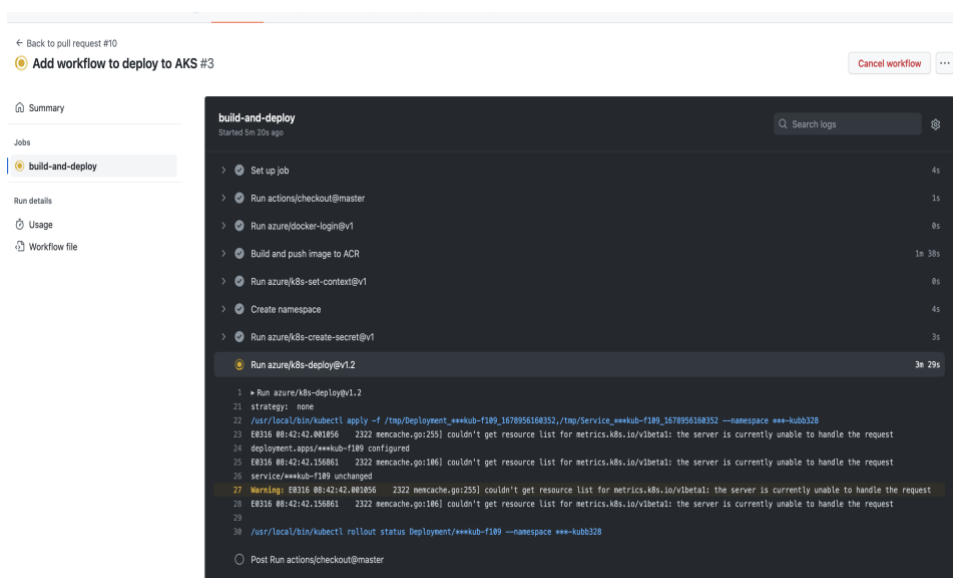 ← Back to pull request #10
Add workflow to deploy to AKS #3
Cancel workflow
...
Summary
Jobs
build-and-deploy
Run details
Usage
Workflow file
build-and-deploy
Started 5m 20s ago
Search logs
Set up job 4s
Run actions/checkout@master 1s
Run azure/docker-login@v1 0s
Build and push image to ACR 1m 38s
Run azure/k8s-set-context@v1 0s
Create namespace 4s
Run azure/k8s-create-secret@v1 3s
Run azure/k8s-deploy@v1.2 3m 29s
1 ▸ Run azure/k8s-deploy@v1.2
21 strategy: none
22 /usr/local/bin/kubectl apply -f /tmp/Deployment_***kub-f109_1678956160352,/tmp/Service_***kub-f109_1678956160352 --namespace ***-kubb328
23 E0316 08:42:42.001056 2322 memcache.go:255] couldn't get resource list for metrics.k8s.io/v1beta1: the server is currently unable to handle the request
24 deployment.apps/***kub-f109 configured
25 E0316 08:42:42.156861 2322 memcache.go:106] couldn't get resource list for metrics.k8s.io/v1beta1: the server is currently unable to handle the request
26 service/***kub-f109 unchanged
27 Warning: E0316 08:42:42.001056 2322 memcache.go:255] couldn't get resource list for metrics.k8s.io/v1beta1: the server is currently unable to handle the request
28 E0316 08:42:42.156861 2322 memcache.go:106] couldn't get resource list for metrics.k8s.io/v1beta1: the server is currently unable to handle the request
29
30 /usr/local/bin/kubectl rollout status Deployment/***kub-f109 --namespace ***-kubb328
Post Run actions/checkout@master